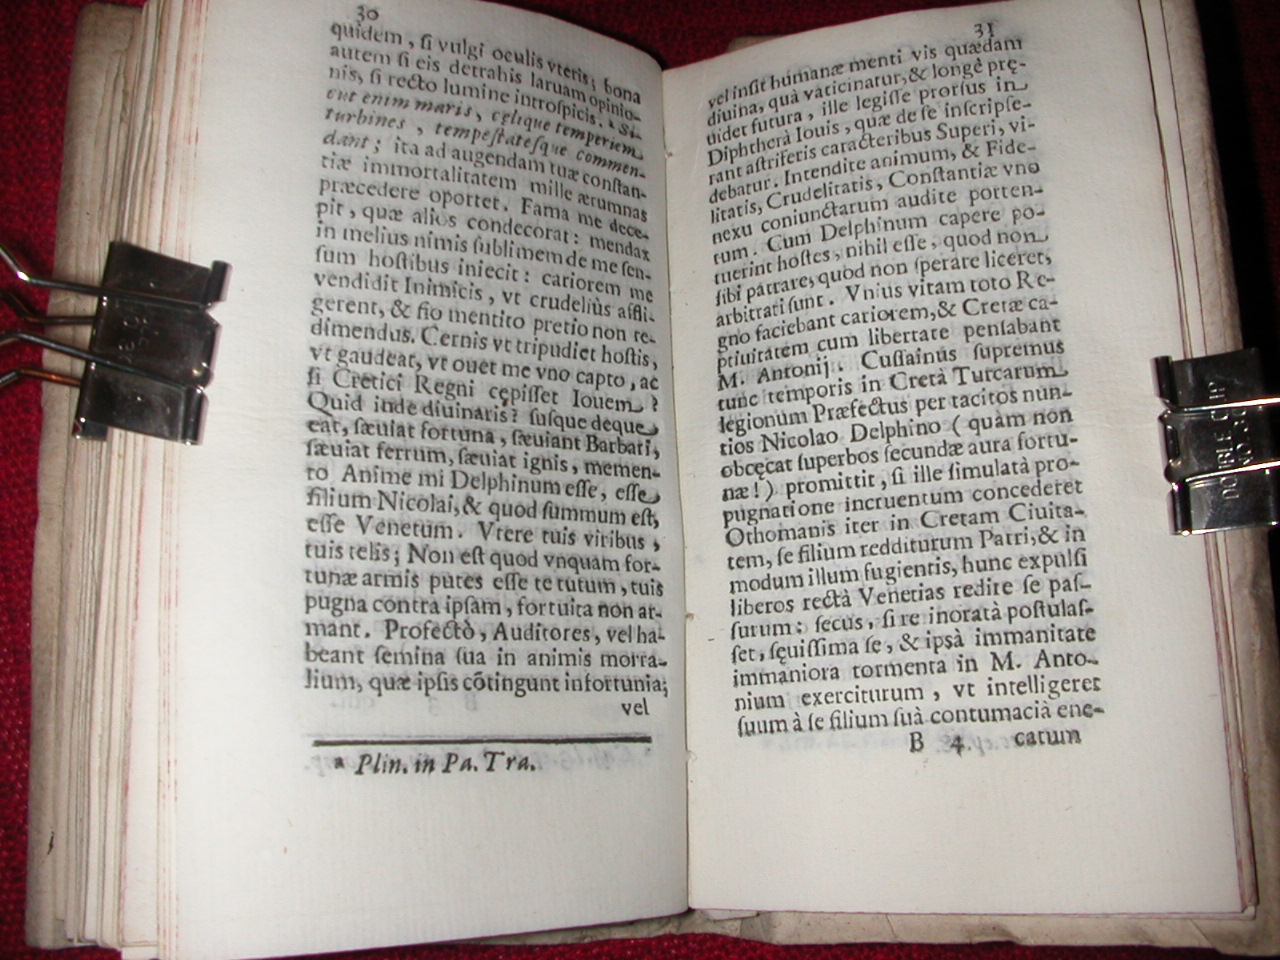 30
quidem, ſi vulgi oculis vteris; bona
autem ſi eis detrahis laruam opinio-
nis, ſi recto lumine introſpicis. ª Si-
cut enim maris, cęlique temperiem
turbines, tempeſtateſque commen-
dant; ita ad augendam tuæ conſtan-
tiæ immortalitatem mille ærumnas
præcedere oportet. Fama me dece-
pit, quæ alios condecorat: mendax
in melius nimis ſublimem de me ſen-
ſum hoſtibus iniecit: cariorem me
vendidit Inimicis, vt crudeliùs affli-
gerent, & ſio mentito pretio non re-
dimendus. Cernis vt tripudiet hoſtis,
vt gaudeat, vt ouet me vno capto, ac
ſi Cretici Regni cępiſſet Iouem?
Quid inde diuinaris? ſuſque deque
eat, ſæuiat fortuna, ſæuiant Barbari,
ſæuiat ferrum, ſæuiat ignis, memen-
to Anime mi Delphinum eſſe, eſſe
filium Nicolai, & quod ſummum eſt,
eſſe Venetum. Vtere tuis viribus,
tuis telis; Non eſt quod vnquam for-
tunæ armis putes eſſe te tutum, tuis
pugna contra ipſam, fortuita non ar-
mant. Profectò, Auditores, vel ha-
beant ſemina ſua in animis morta-
lium, quæ ipſis cõtingunt infortunia;
vel
ª Plin. in Pa. Tra.
31
vel inſit humanæ menti vis quædam
diuina, quà vaticinatur, & longè prę-
uidet futura, ille legiſſe prorſus in
Diphtherà Iouis, quæ de ſe inſcripſe-
rant aſtriferis caracteribus Superi, vi-
debatur. Intendite animum, & Fide-
litatis, Crudelitatis, Conſtantiæ vno
nexu coniunctarum audite porten-
tum. Cum Delphinum capere po-
tuerint hoſtes, nihil eſſe, quod non
ſibi patrare, quod non ſperare liceret,
arbitrati ſunt. Vnius vitam toto Re-
gno faciebant cariorem, & Cretæ ca-
ptiuitatem cum libertate penſabant
M. Antonij. Cuſſainus ſupremus
tunc temporis in Cretà Turcarum
legionum Præfectus per tacitos nun-
tios Nicolao Delphino (quàm non
obcęcat ſuperbos ſecundæ aura fortu-
næ!) promittit, ſi ille ſimulatà pro-
pugnatione incruentum concederet
Othomanis iter in Cretam Ciuita-
tem, ſe filium redditurum Patri, & in
modum illum fugientis, hunc expulſi
liberos rectà Venetias redire ſe paſ-
ſurum: ſecus, ſi re inoratà poſtulaſ-
ſet, ſęuiſſima ſe, & ipſà immanitate
immaniora tormenta in M. Anto-
nium exerciturum, vt intelligeret
ſuum à ſe filium ſuà contumacià ene-
B 4 catum